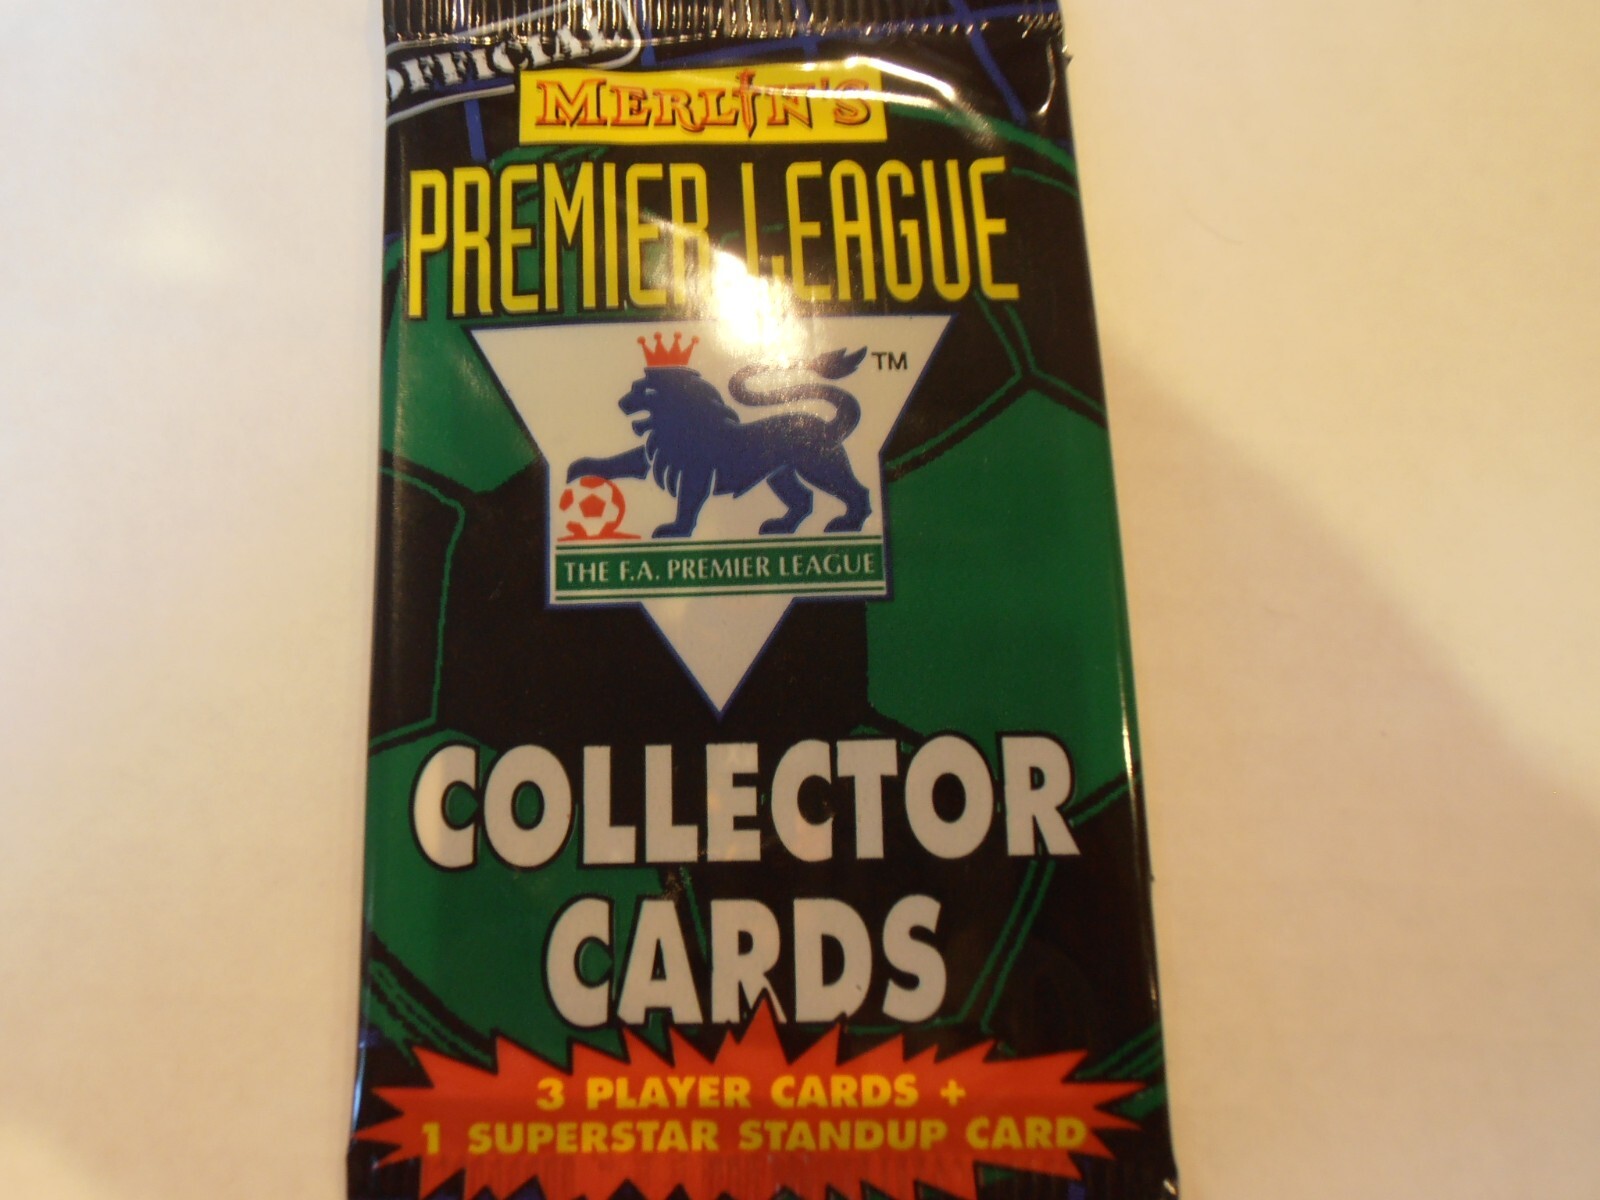 OFFICIAL
MERLIN'S
PREMIER LEAGUE
TM
THE F.A. PREMIER LEAGUE
COLLECTOR
CARDS
3 PLAYER CARDS +
1 SUPERSTAR STANDUP CARD